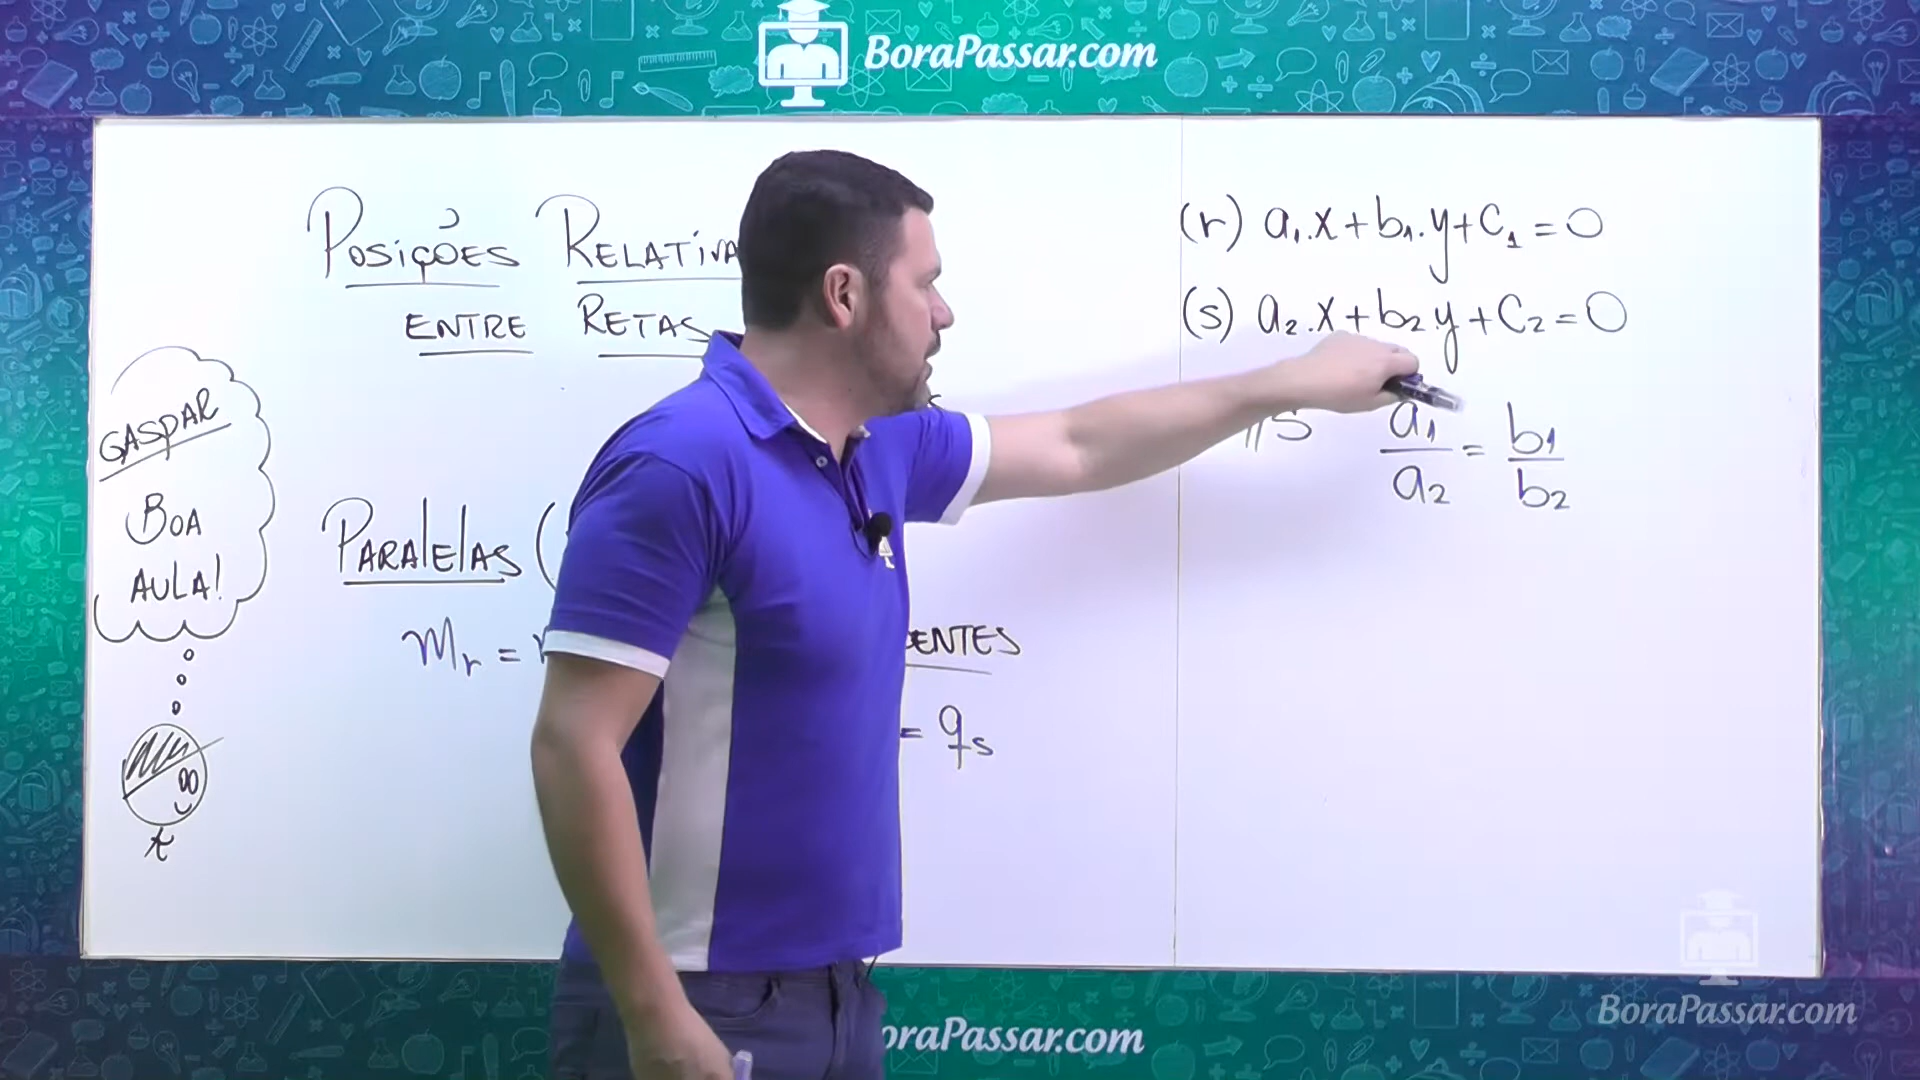 BoraPassar.com
POSIÇÕES RELATIVA
ENTRE RETAS
GASPAR
BOA
AULA!
PARALELAS (
mr =
ENTES
= qs
(r) a1.x+b1.y+C1=0
(s) a2.x+b2.y+C2=0
//S a1/a2 = b1/b2
BoraPassar.com
oraPassar.com